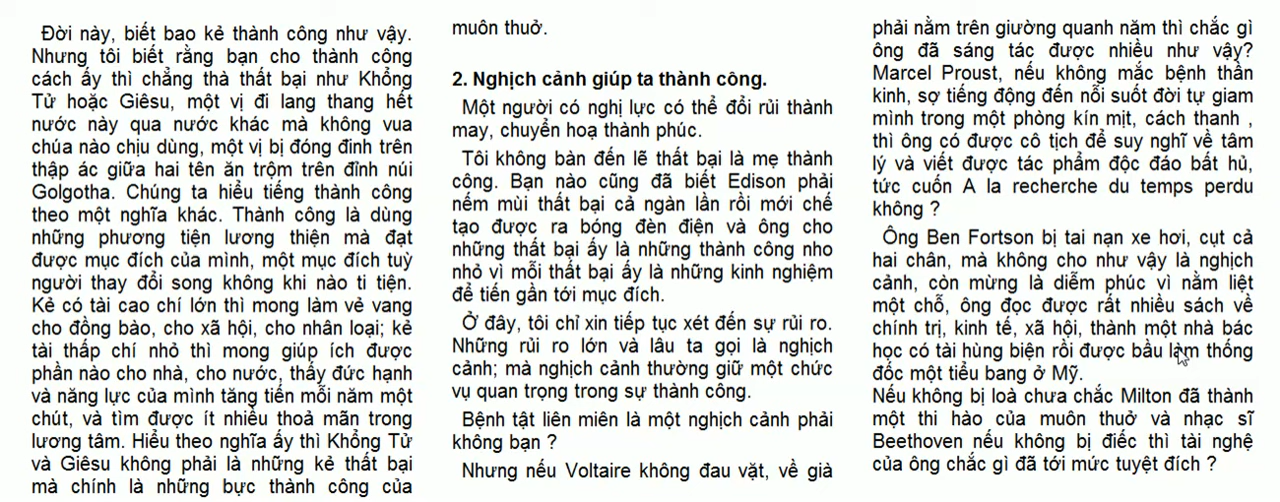 Đời này, biết bao kẻ thành công như vậy.
Nhưng tôi biết rằng bạn cho thành công
cách ấy thì chẳng thà thất bại như Khổng
Tử hoặc Giêsu, một vị đi lang thang hết
nước này qua nước khác mà không vua
chúa nào chịu dùng, một vị bị đóng đinh trên
thập ác giữa hai tên ăn trộm trên đỉnh núi
Golgotha. Chúng ta hiểu tiếng thành công
theo một nghĩa khác. Thành công là dùng
những phương tiện lương thiện mà đạt
được mục đích của mình, một mục đích tuỳ
người thay đổi song không khi nào ti tiện.
Kẻ có tài cao chí lớn thì mong làm vẻ vang
cho đồng bào, cho xã hội, cho nhân loại; kẻ
tài thấp chí nhỏ thì mong giúp ích được
phần nào cho nhà, cho nước, thấy đức hạnh
và năng lực của mình tăng tiến mỗi năm một
chút, và tìm được ít nhiều thoả mãn trong
lương tâm. Hiểu theo nghĩa ấy thì Khổng Tử
và Giêsu không phải là những kẻ thất bại
mà chính là những bực thành công của
muôn thuở.
2. Nghịch cảnh giúp ta thành công.
Một người có nghị lực có thể đổi rủi thành
may, chuyển hoạ thành phúc.
Tôi không bàn đến lẽ thất bại là mẹ thành
công. Bạn nào cũng đã biết Edison phải
nếm mùi thất bại cả ngàn lần rồi mới chế
tạo được ra bóng đèn điện và ông cho
những thất bại ấy là những thành công nho
nhỏ vì mỗi thất bại ấy là những kinh nghiệm
để tiến gần tới mục đích.
Ở đây, tôi chỉ xin tiếp tục xét đến sự rủi ro.
Những rủi ro lớn và lâu ta gọi là nghịch
cảnh; mà nghịch cảnh thường giữ một chức
vụ quan trọng trong sự thành công.
Bệnh tật liên miên là một nghịch cảnh phải
không bạn ?
Nhưng nếu Voltaire không đau vặt, về già
phải nằm trên giường quanh năm thì chắc gì
ông đã sáng tác được nhiều như vậy?
Marcel Proust, nếu không mắc bệnh thần
kinh, sợ tiếng động đến nỗi suốt đời tự giam
mình trong một phòng kín mịt, cách thanh ,
thì ông có được cô tịch để suy nghĩ về tâm
lý và viết được tác phẩm độc đáo bất hủ,
tức cuốn A la recherche du temps perdu
không ?
Ông Ben Fortson bị tai nạn xe hơi, cụt cả
hai chân, mà không cho như vậy là nghịch
cảnh, còn mừng là diễm phúc vì nằm liệt
một chỗ, ông đọc được rất nhiều sách về
chính trị, kinh tế, xã hội, thành một nhà bác
học có tài hùng biện rồi được bầu làm thống
đốc một tiểu bang ở Mỹ.
Nếu không bị loà chưa chắc Milton đã thành
một thi hào của muôn thuở và nhạc sĩ
Beethoven nếu không bị điếc thì tài nghệ
của ông chắc gì đã tới mức tuyệt đích ?